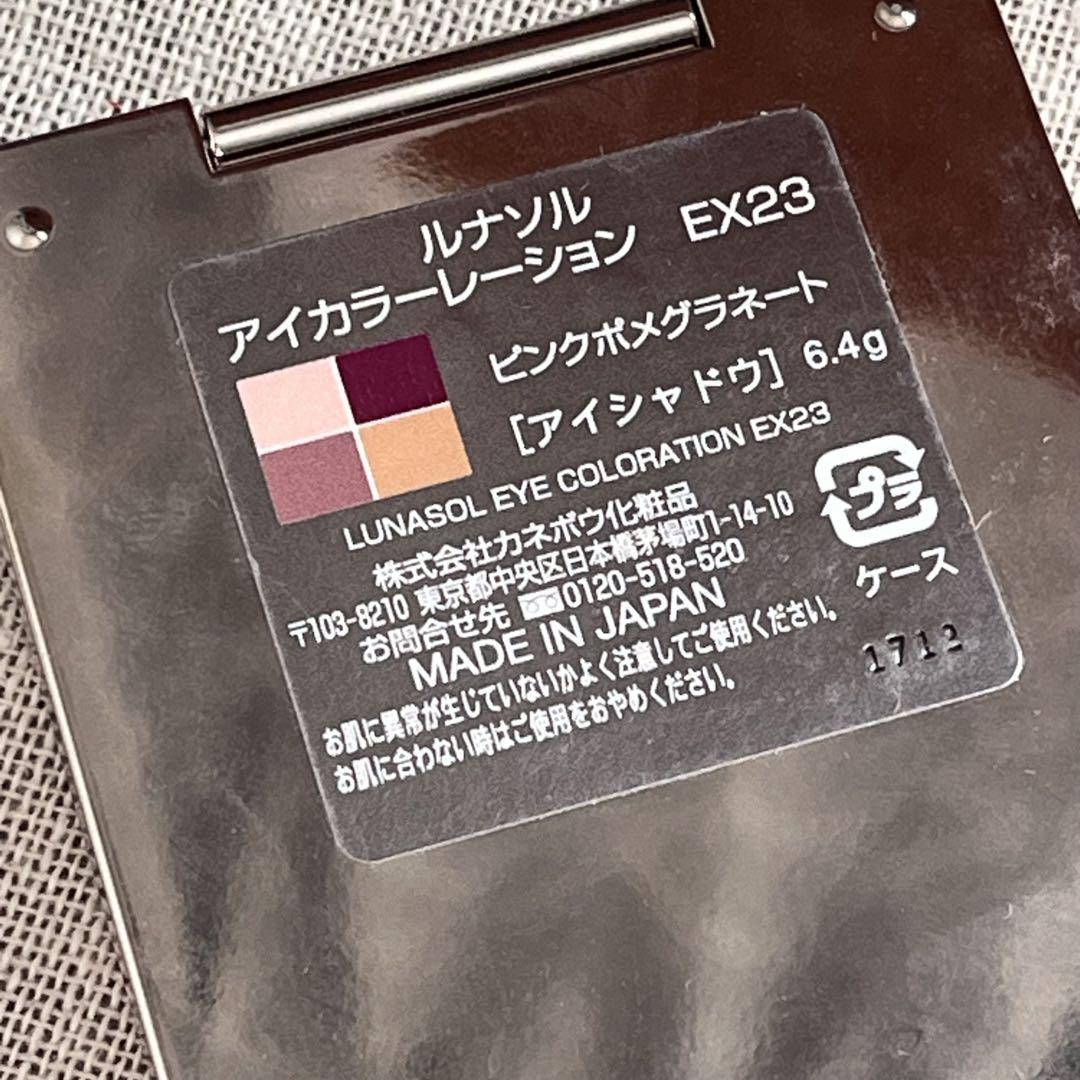 ルナソル
アイカラーレーション EX23
ピンクポメグラネート
[アイシャドウ] 6.4g
LUNASOL EYE COLORATION EX23
株式会社カネボウ化粧品
〒103-8210 東京都中央区日本橋茅場町1-14-10
お問合せ先 0120-518-520
MADE IN JAPAN
お肌に異常が生じていないかよく注意してご使用ください。
お肌に合わない時はご使用をおやめください。
プラ
ケース
1712